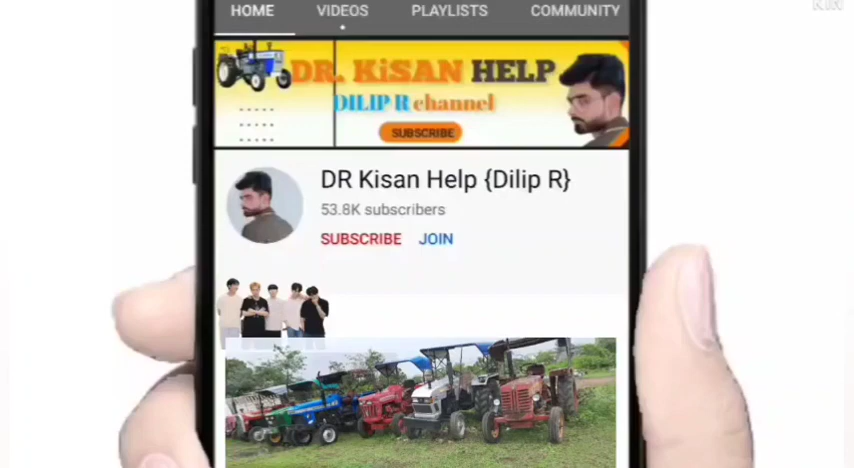 HOME VIDEOS PLAYLISTS COMMUNITY
KIN
DR. KiSAN HELP
DILIP R channel
SUBSCRIBE
DR Kisan Help {Dilip R}
53.8K subscribers
SUBSCRIBE JOIN